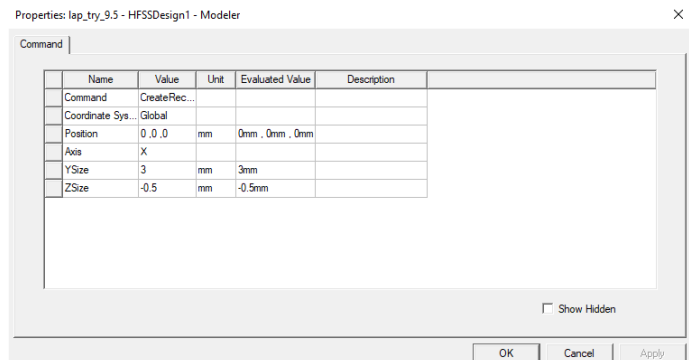 Properties: lap_try_9.5 - HFSSDesign1 - Modeler
Command
Name Value Unit Evaluated Value Description
Command CreateRec...
Coordinate Sys... Global
Position 0 ,0 ,0 mm 0mm , 0mm , 0mm
Axis X
YSize 3 mm 3mm
ZSize -0.5 mm -0.5mm
Show Hidden
OK Cancel Apply